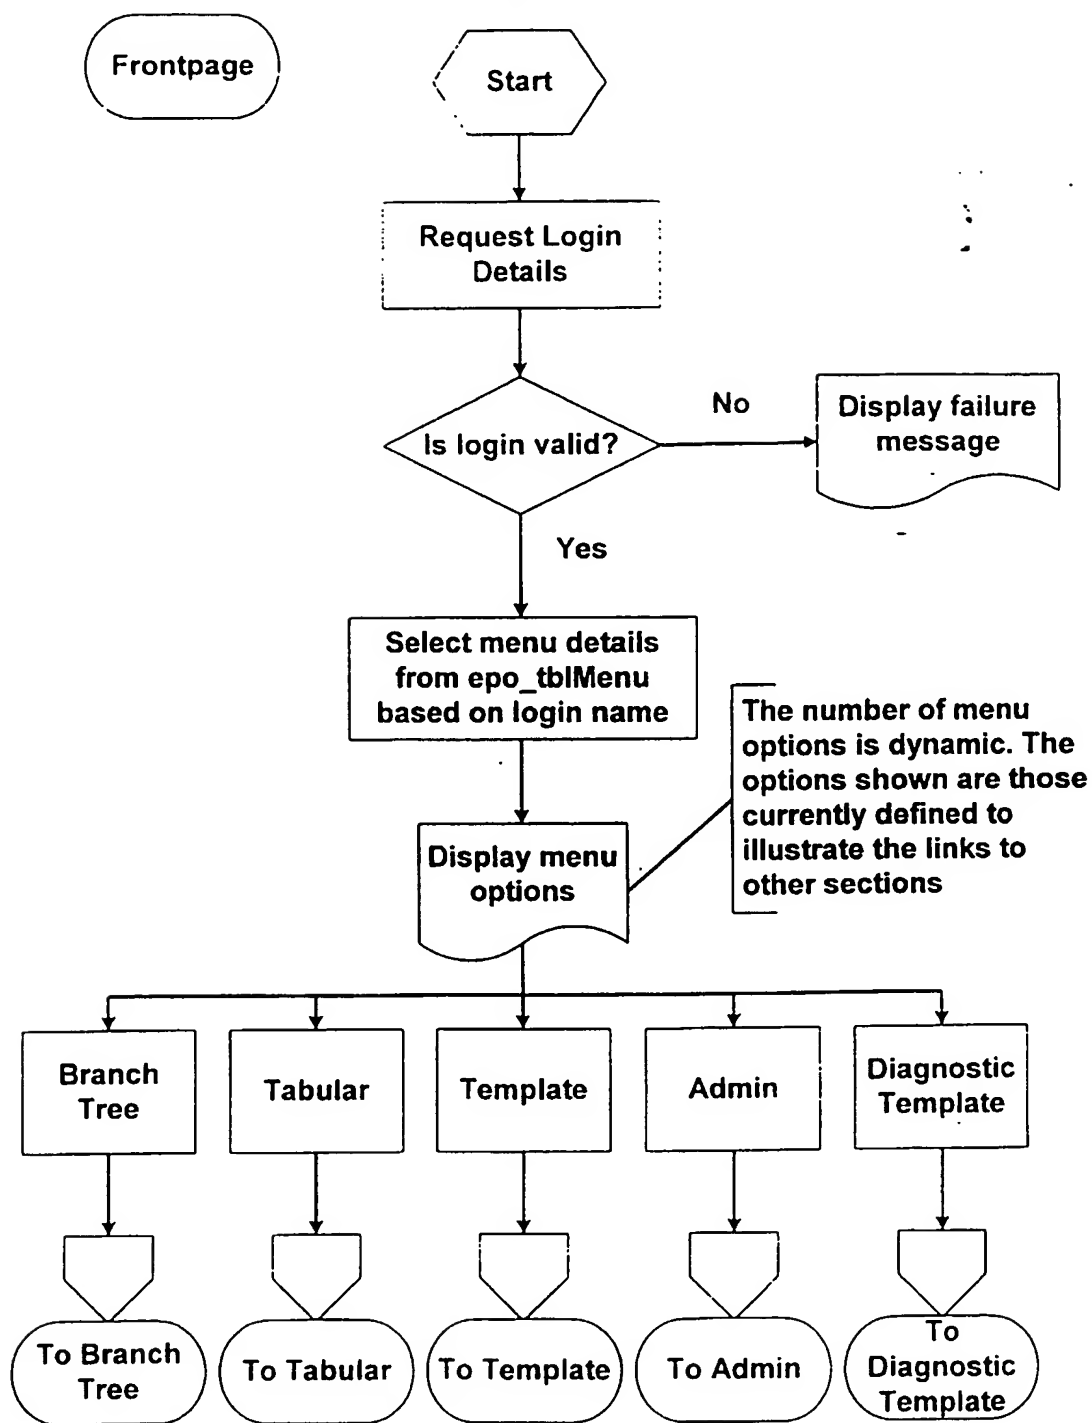 Frontpage
Start
Request Login
Details
Is login valid?
No
Display failure
message
Yes
Select menu details
from epo_tblMenu
based on login name
The number of menu
options is dynamic. The
options shown are those
currently defined to
illustrate the links to
other sections
Display menu
options
Branch
Tree
Tabular
Template
Admin
Diagnostic
Template
To Branch
Tree
To Tabular
To Template
To Admin
To
Diagnostic
Template